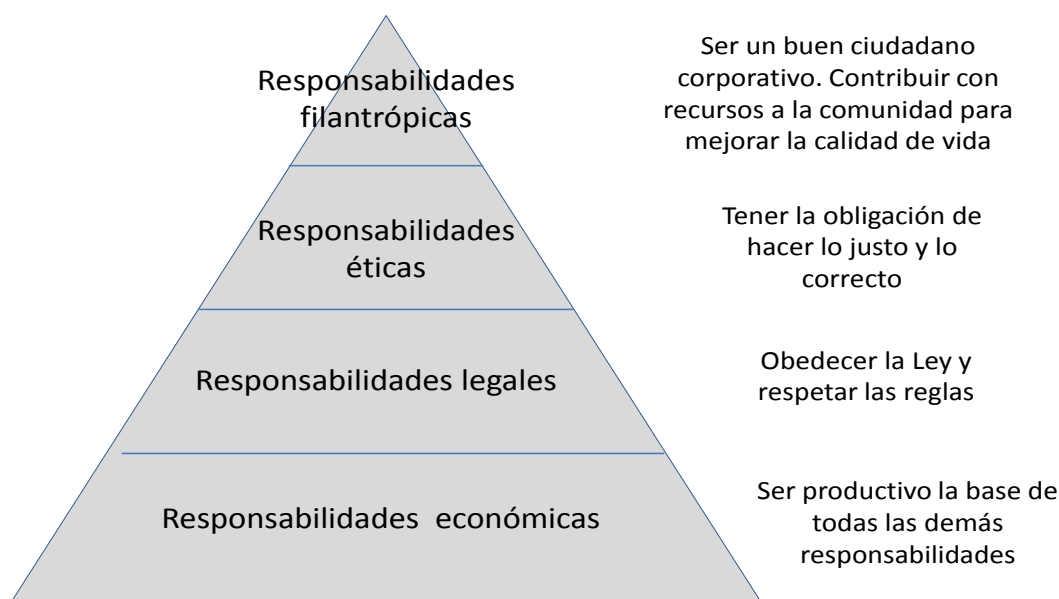 Responsabilidades
filantrópicas
Ser un buen ciudadano
corporativo. Contribuir con
recursos a la comunidad para
mejorar la calidad de vida
Responsabilidades
éticas
Tener la obligación de
hacer lo justo y lo
correcto
Responsabilidades legales
Obedecer la Ley y
respetar las reglas
Responsabilidades económicas
Ser productivo la base de
todas las demás
responsabilidades